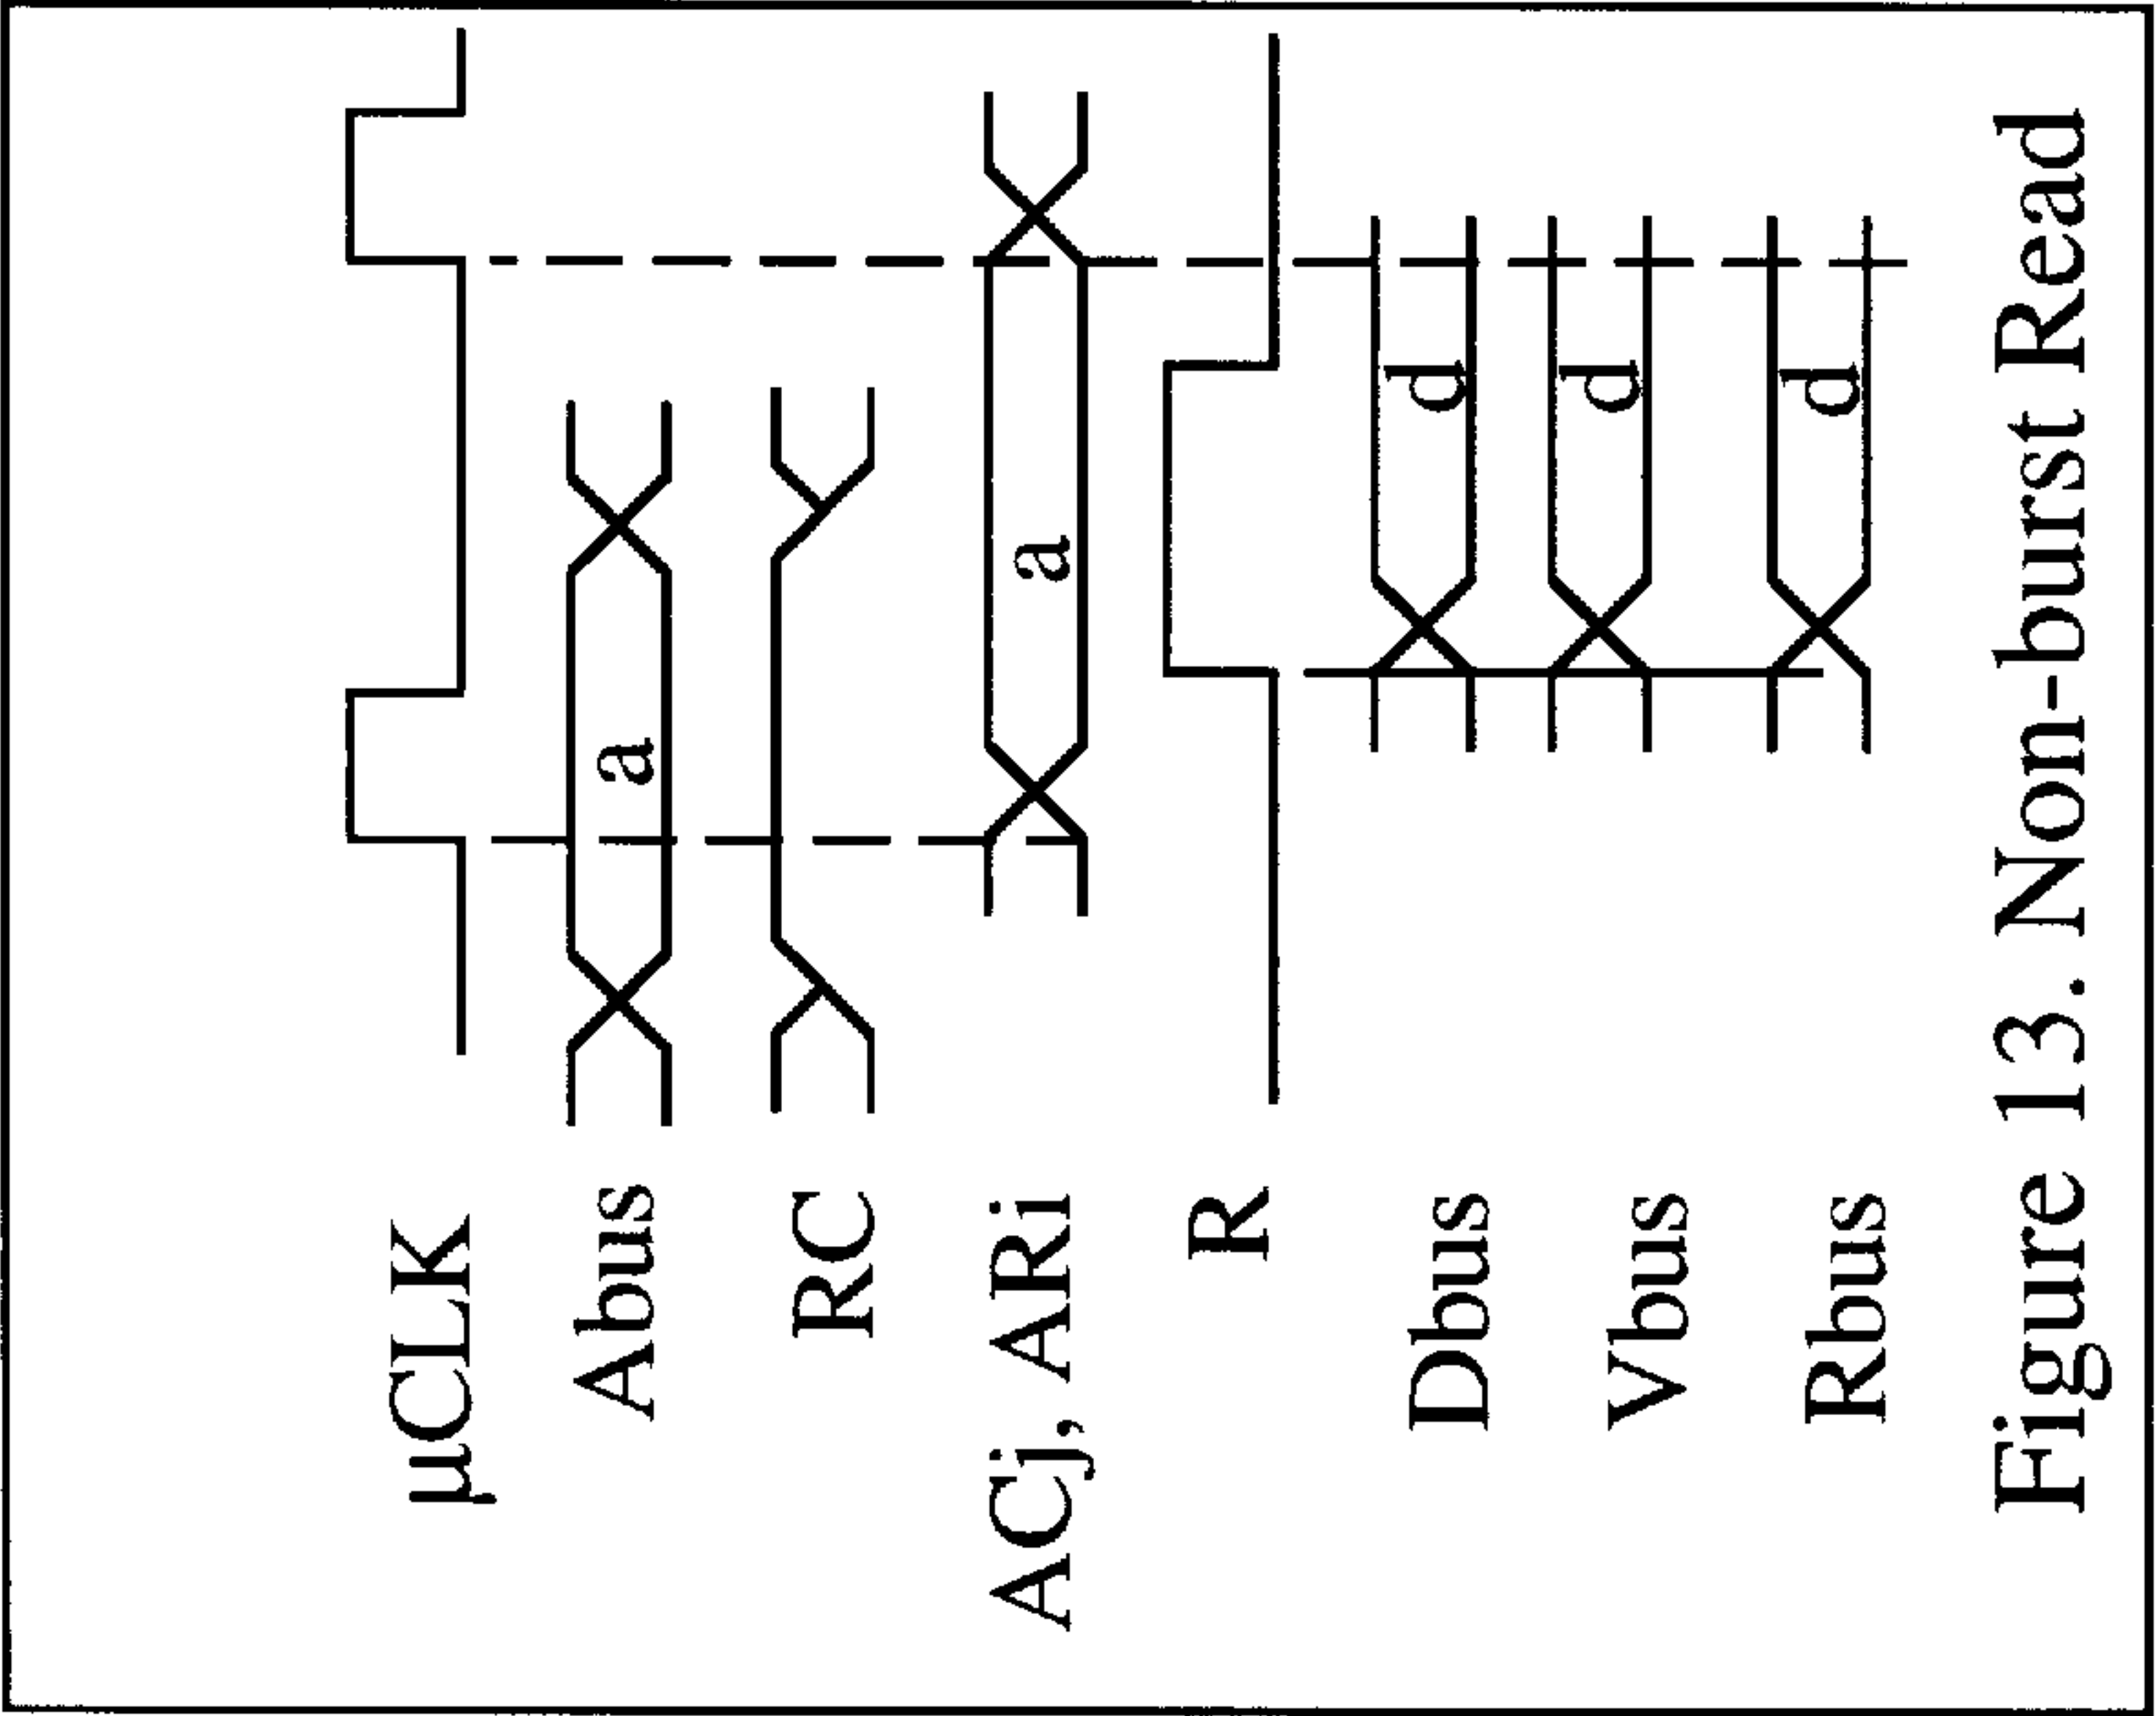 µCLK
Abus
a
RC
ACj, ARi
a
R
Dbus
d
Vbus
d
Rbus
d
Figure 13. Non-burst Read